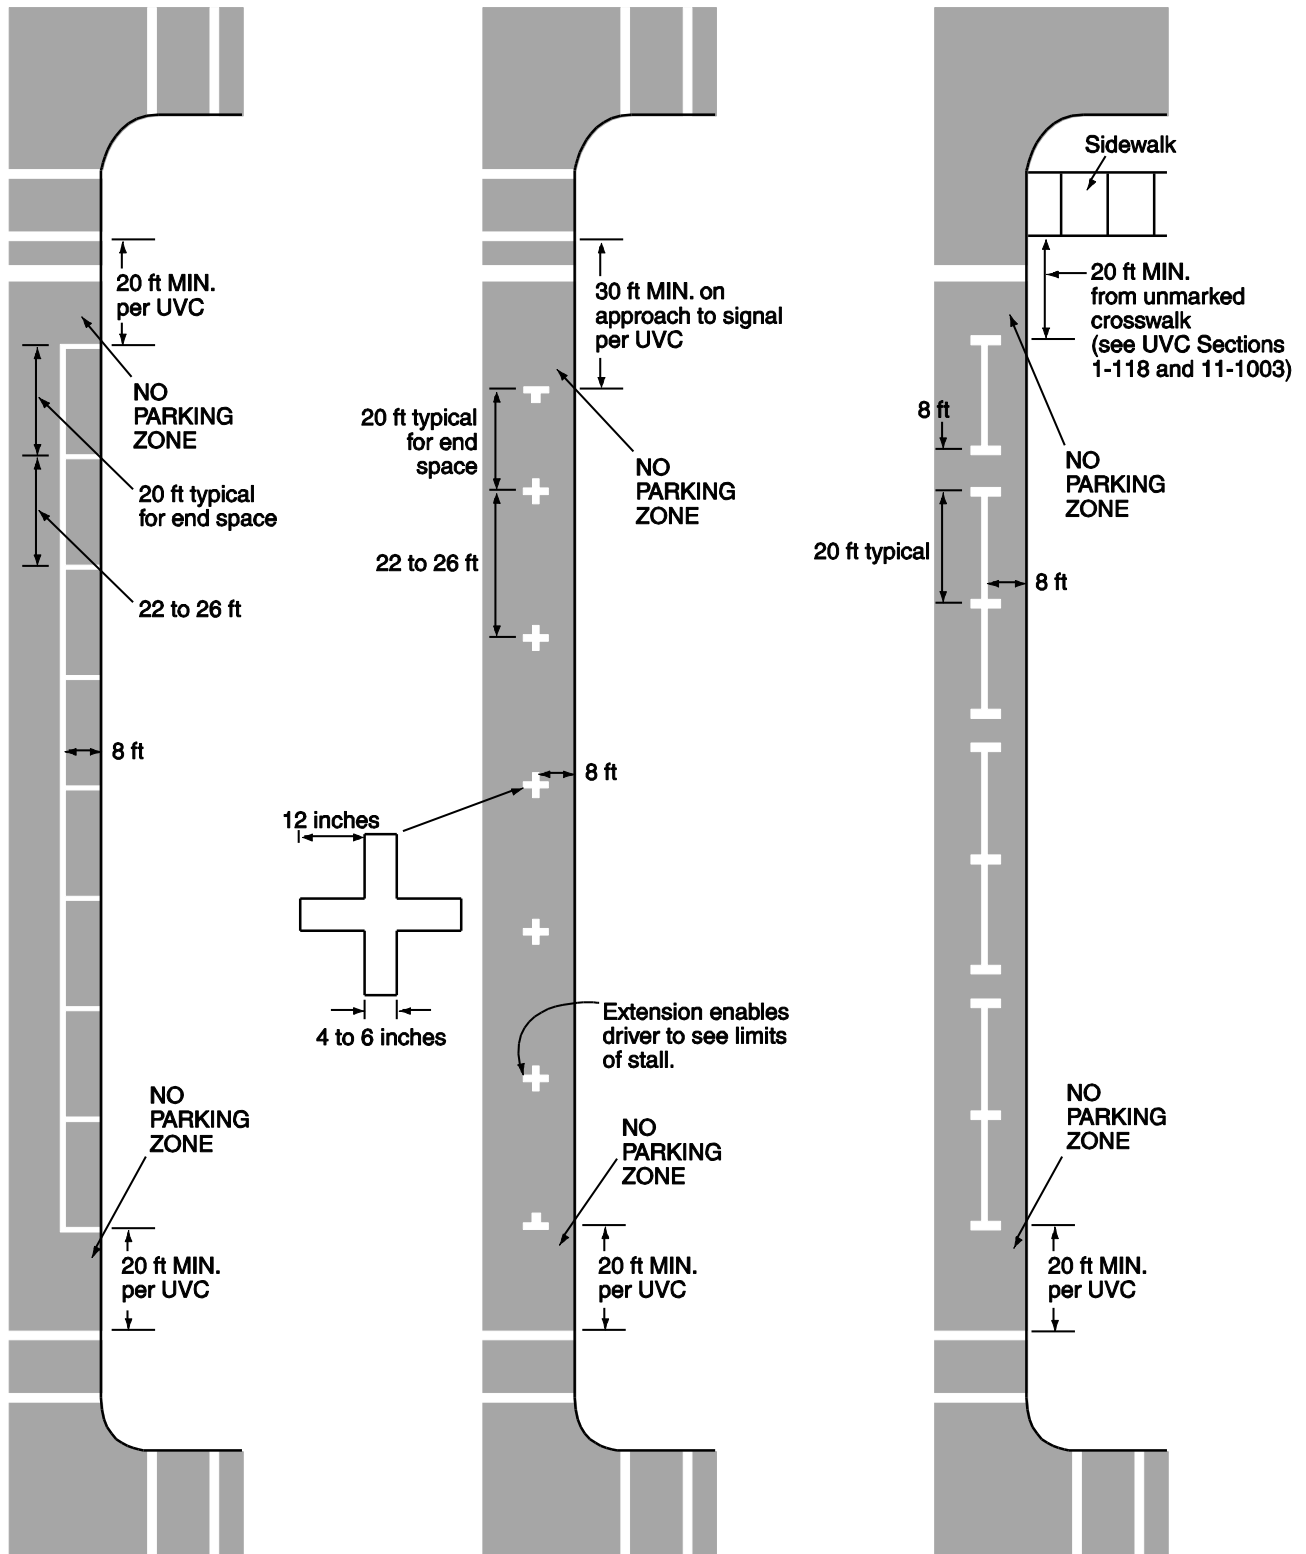 20 ft MIN.
per UVC
NO
PARKING
ZONE
20 ft typical
for end space
22 to 26 ft
8 ft
NO
PARKING
ZONE
20 ft MIN.
per UVC
30 ft MIN. on
approach to signal
per UVC
20 ft typical
for end
space
NO
PARKING
ZONE
22 to 26 ft
8 ft
12 inches
4 to 6 inches
Extension enables
driver to see limits
of stall.
NO
PARKING
ZONE
20 ft MIN.
per UVC
Sidewalk
20 ft MIN.
from unmarked
crosswalk
(see UVC Sections
1-118 and 11-1003)
8 ft
NO
PARKING
ZONE
20 ft typical
8 ft
NO
PARKING
ZONE
20 ft MIN.
per UVC